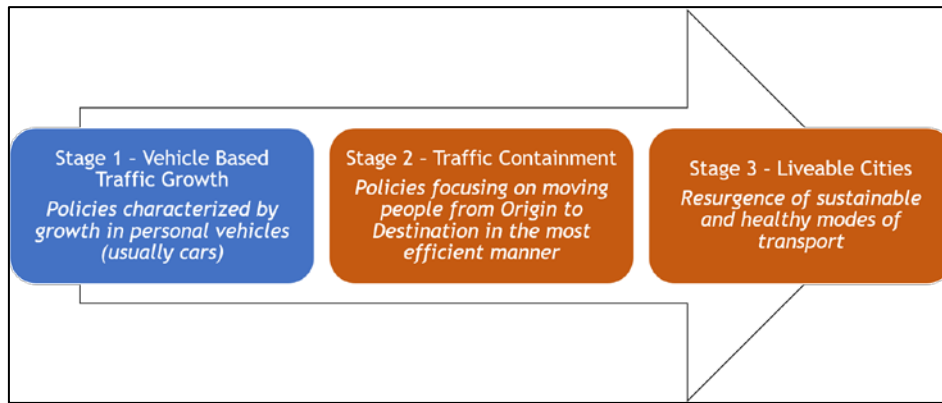 Stage 1 – Vehicle Based
Traffic Growth
Policies characterized by
growth in personal vehicles
(usually cars)
Stage 2 – Traffic Containment
Policies focusing on moving
people from Origin to
Destination in the most
efficient manner
Stage 3 - Liveable Cities
Resurgence of sustainable
and healthy modes of
transport